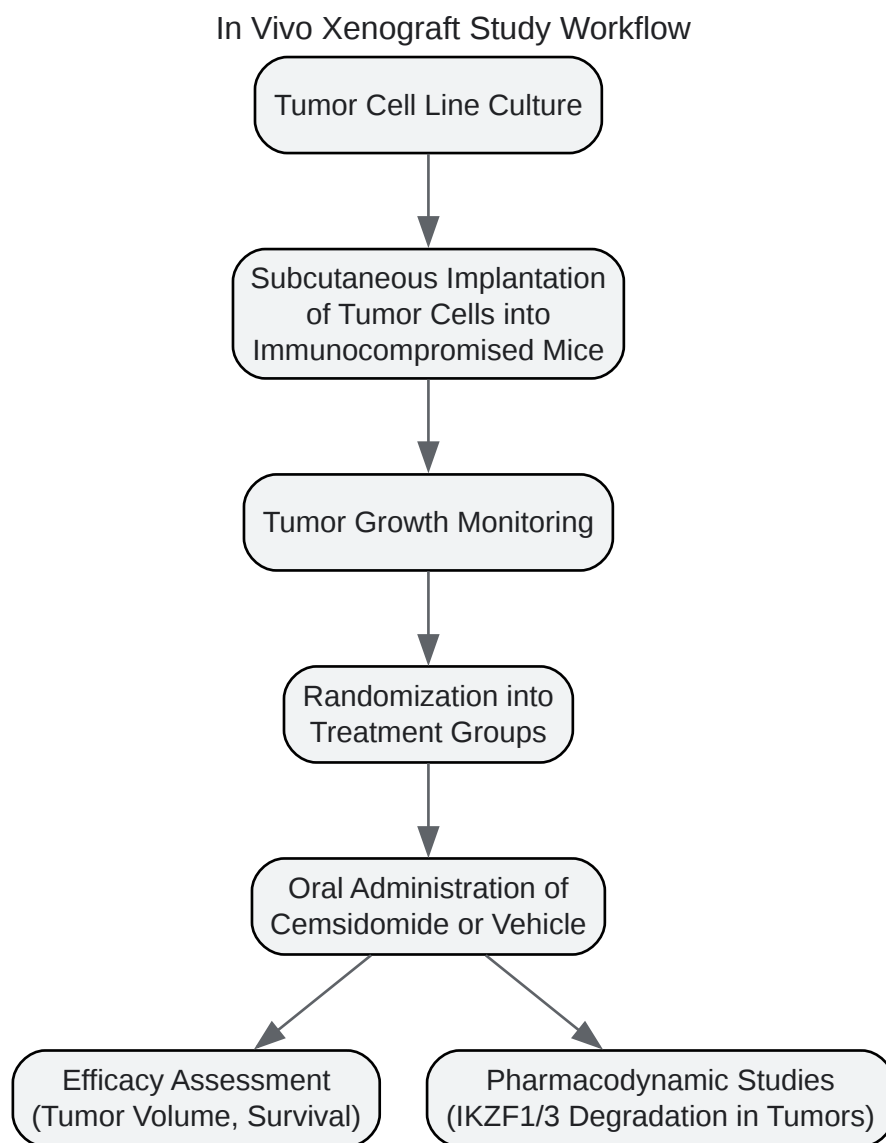 In Vivo Xenograft Study Workflow
Tumor Cell Line Culture
Subcutaneous Implantation
of Tumor Cells into
Immunocompromised Mice
Tumor Growth Monitoring
Randomization into
Treatment Groups
Oral Administration of
Cemsidomide or Vehicle
Efficacy Assessment
(Tumor Volume, Survival)
Pharmacodynamic Studies
(IKZF1/3 Degradation in Tumors)